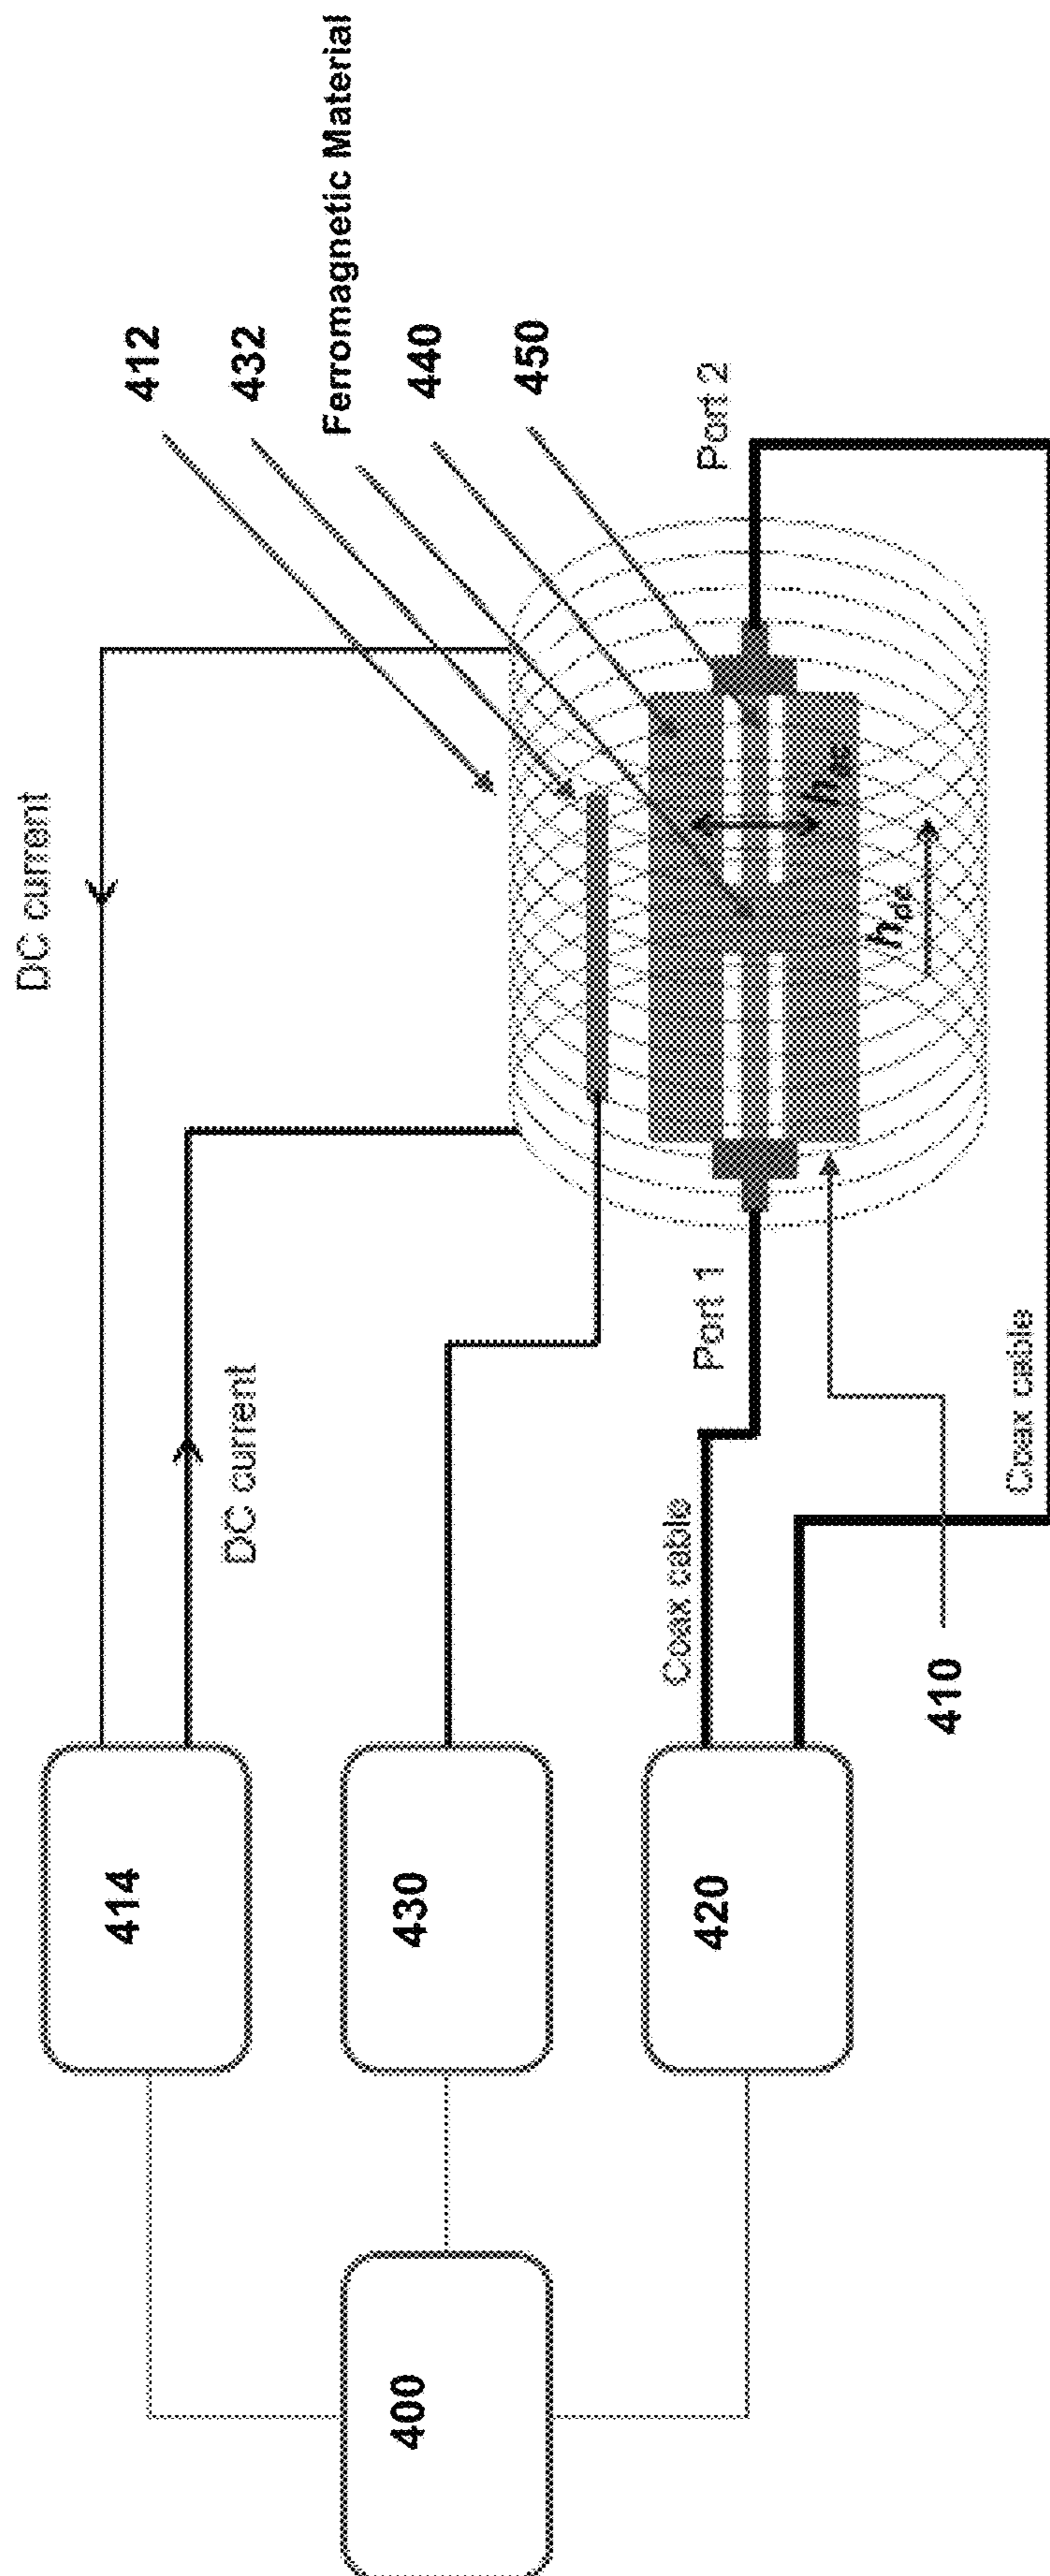 DC current
414
412
DC current
432
Ferromagnetic Material
400
430
440
450
420
Coax cable
Port 1
Port 2
hdc
410
Coax cable